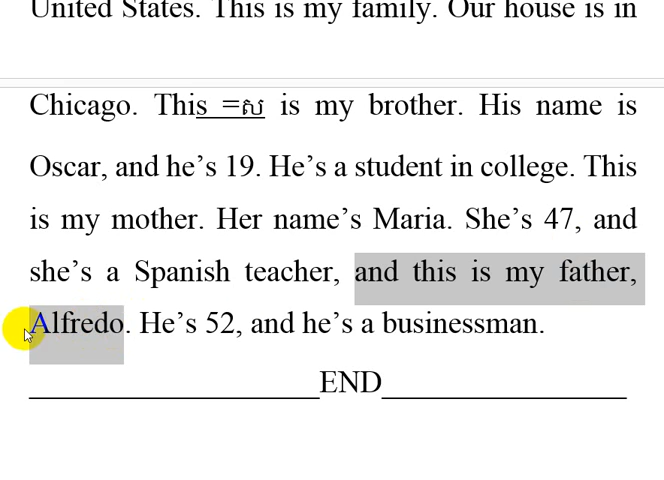 United States. This is my family. Our house is in
Chicago. This =ស is my brother. His name is
Oscar, and he’s 19. He’s a student in college. This
is my mother. Her name’s Maria. She’s 47, and
she’s a Spanish teacher, and this is my father,
Alfredo. He’s 52, and he’s a businessman.
END